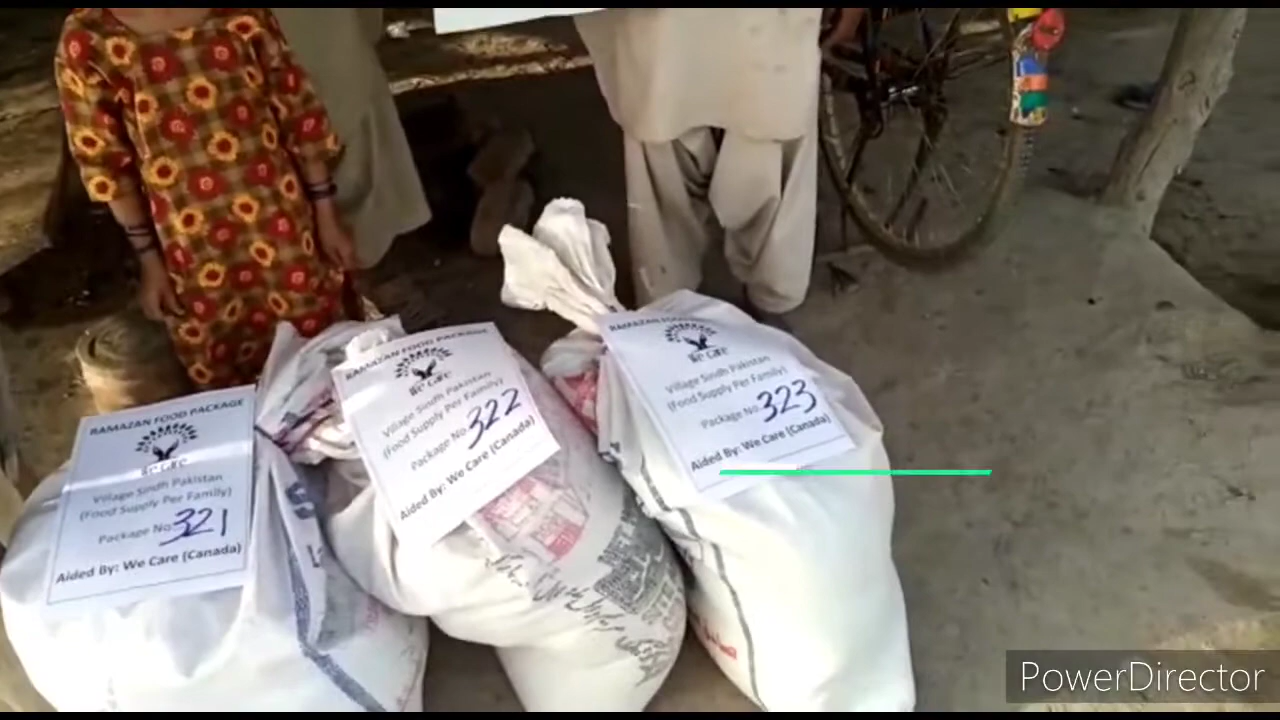 RAMAZAN FOOD PACKAGE
We Care
Village Sindh Pakistan
(Food Supply Per Family)
Package No 321
Aided By: We Care (Canada)
RAMAZAN FOOD PACKAGE
We Care
Village Sindh Pakistan
(Food Supply Per Family)
Package No 322
Aided By: We Care (Canada)
RAMAZAN FOOD PACKAGE
We Care
Village Sindh Pakistan
(Food Supply Per Family)
Package No 323
Aided By: We Care (Canada)
PowerDirector